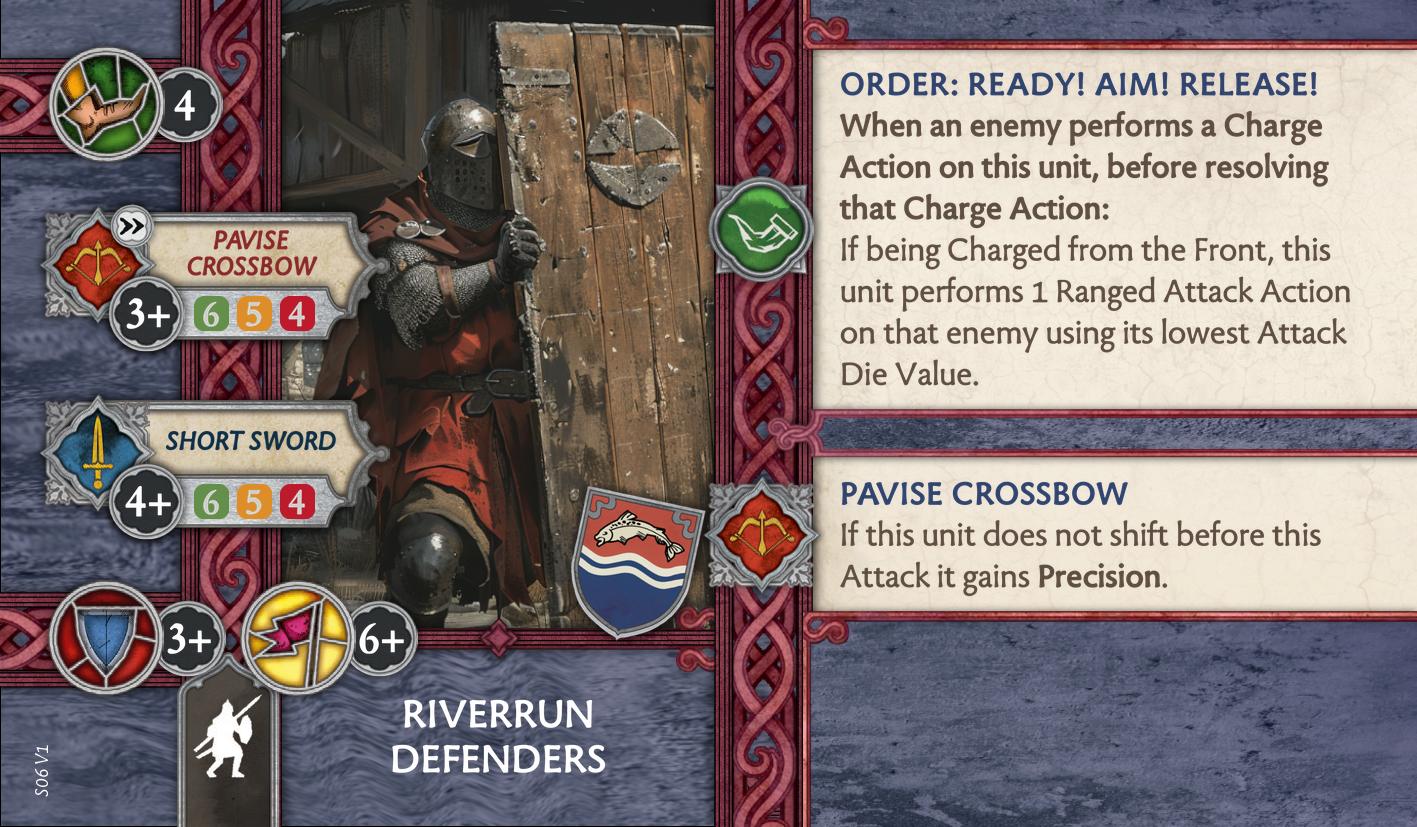 4
PAVISE
CROSSBOW
3+ 6 5 4
SHORT SWORD
4+ 6 5 4
3+ 6+
RIVERRUN
DEFENDERS
S06 V1
ORDER: READY! AIM! RELEASE!
When an enemy performs a Charge
Action on this unit, before resolving
that Charge Action:
If being Charged from the Front, this
unit performs 1 Ranged Attack Action
on that enemy using its lowest Attack
Die Value.
PAVISE CROSSBOW
If this unit does not shift before this
Attack it gains Precision.